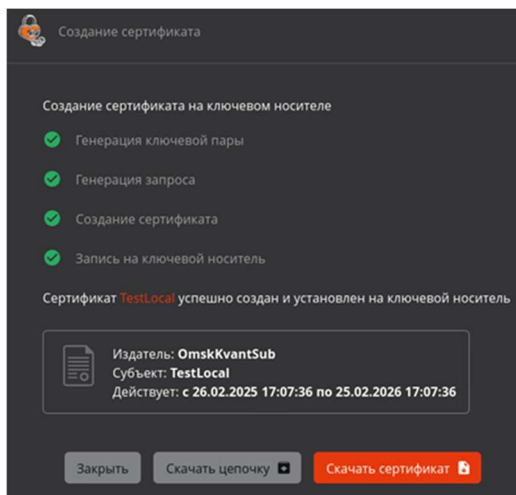 Создание сертификата
Создание сертификата на ключевом носителе
Генерация ключевой пары
Генерация запроса
Создание сертификата
Запись на ключевой носитель
Сертификат TestLocal успешно создан и установлен на ключевой носитель
Издатель: OmskKvantSub
Субъект: TestLocal
Действует: с 26.02.2025 17:07:36 по 25.02.2026 17:07:36
Закрыть Скачать цепочку Скачать сертификат